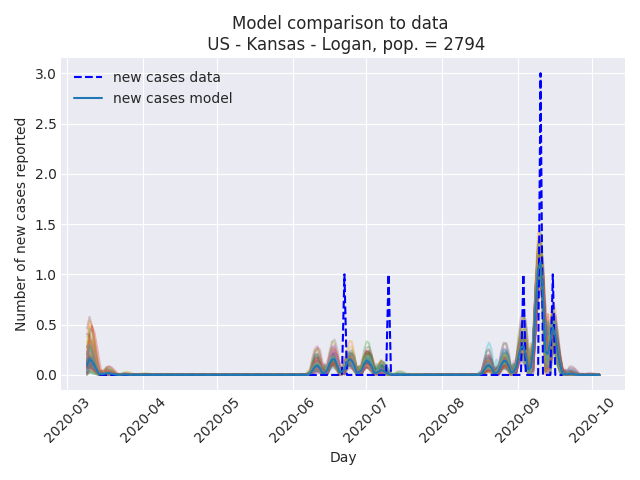 Model comparison to data
US - Kansas - Logan, pop. = 2794
new cases data
new cases model
Number of new cases reported
3.0
2.5
2.0
1.5
1.0
0.5
0.0
2020-03
2020-04
2020-05
2020-06
2020-07
2020-08
2020-09
2020-10
Day